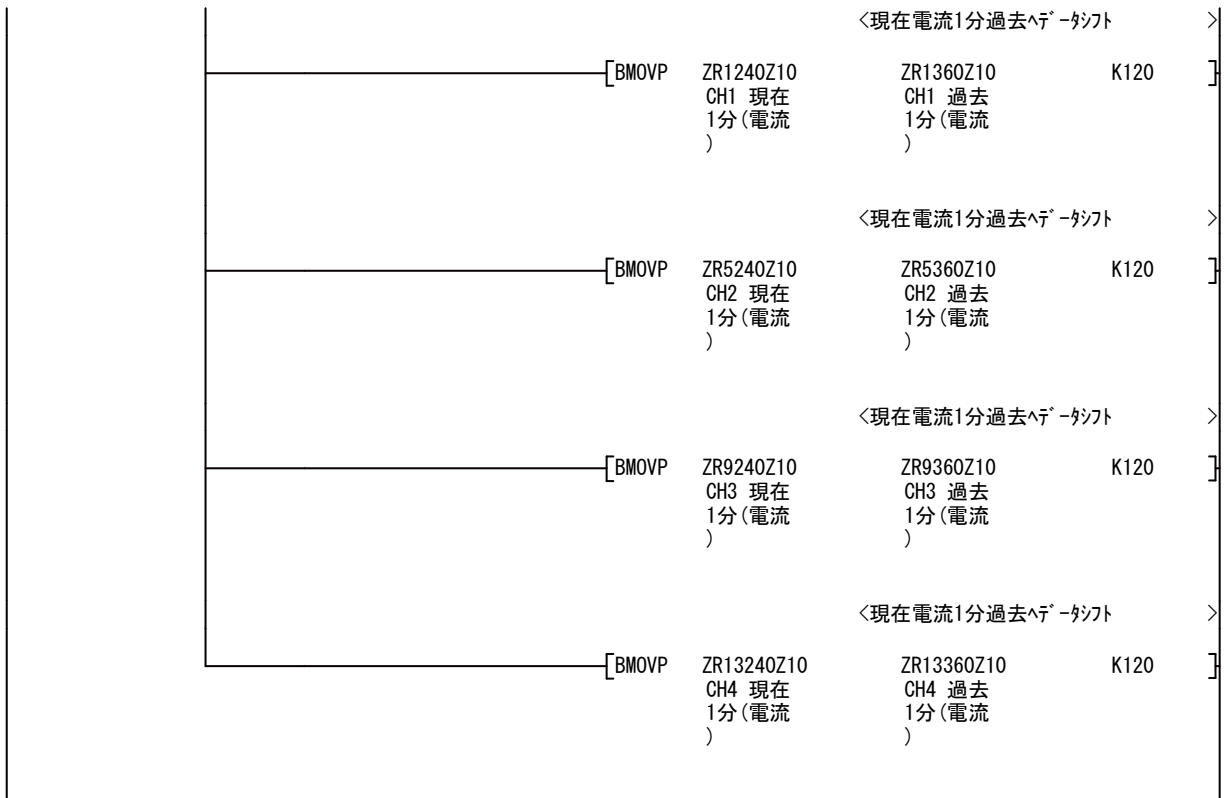 <現在電流1分過去ﾍﾃﾞｰﾀｼﾌﾄ >
[BMOVP ZR1240Z10 ZR1360Z10 K120 ]
CH1 現在 CH1 過去
1分(電流 1分(電流
) )
<現在電流1分過去ﾍﾃﾞｰﾀｼﾌﾄ >
[BMOVP ZR5240Z10 ZR5360Z10 K120 ]
CH2 現在 CH2 過去
1分(電流 1分(電流
) )
<現在電流1分過去ﾍﾃﾞｰﾀｼﾌﾄ >
[BMOVP ZR9240Z10 ZR9360Z10 K120 ]
CH3 現在 CH3 過去
1分(電流 1分(電流
) )
<現在電流1分過去ﾍﾃﾞｰﾀｼﾌﾄ >
[BMOVP ZR13240Z10 ZR13360Z10 K120 ]
CH4 現在 CH4 過去
1分(電流 1分(電流
) )